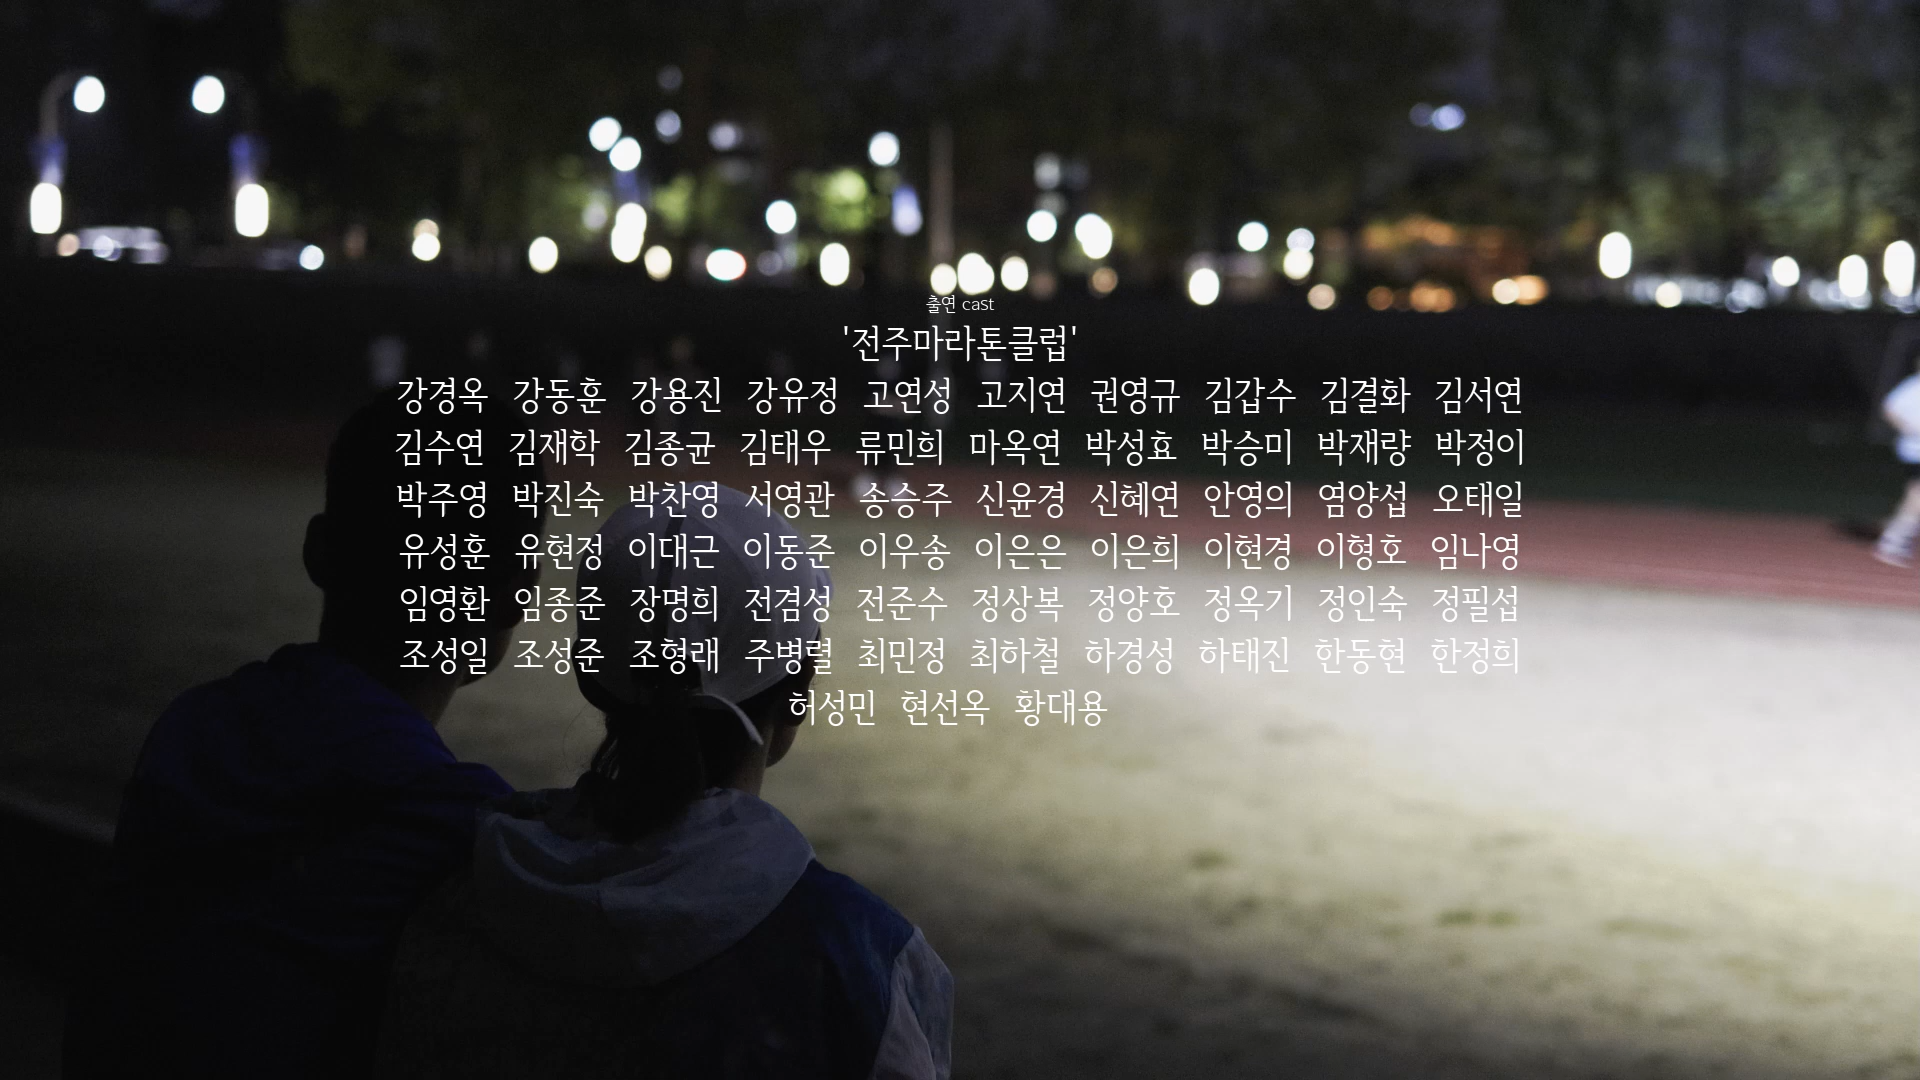 출연 cast
'전주마라톤클럽'
강경옥 강동훈 강용진 강유정 고연성 고지연 권영규 김갑수 김결화 김서연
김수연 김재학 김종균 김태우 류민희 마옥연 박성효 박승미 박재량 박정이
박주영 박진숙 박찬영 서영관 송승주 신윤경 신혜연 안영의 염양섭 오태일
유성훈 유현정 이대근 이동준 이우송 이은은 이은희 이현경 이형호 임나영
임영환 임종준 장명희 전겸성 전준수 정상복 정양호 정옥기 정인숙 정필섭
조성일 조성준 조형래 주병렬 최민정 최하철 하경성 하태진 한동현 한정희
허성민 현선옥 황대용